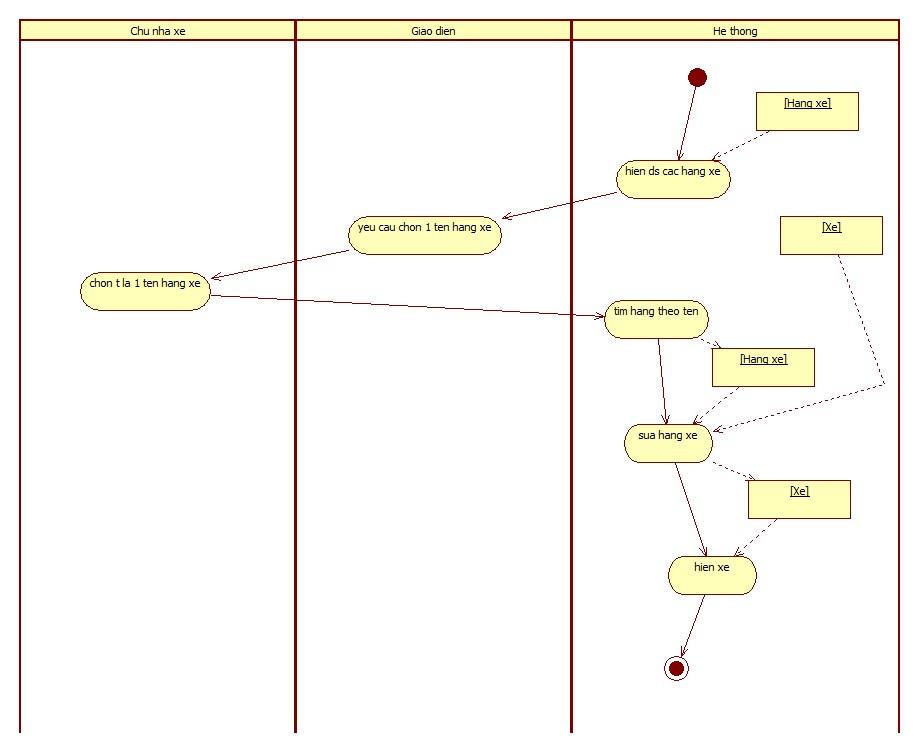 Chu nha xe
Giao dien
He thong
[Hang xe]
hien ds cac hang xe
yeu cau chon 1 ten hang xe
[Xe]
chon t la 1 ten hang xe
tim hang theo ten
[Hang xe]
sua hang xe
[Xe]
hien xe